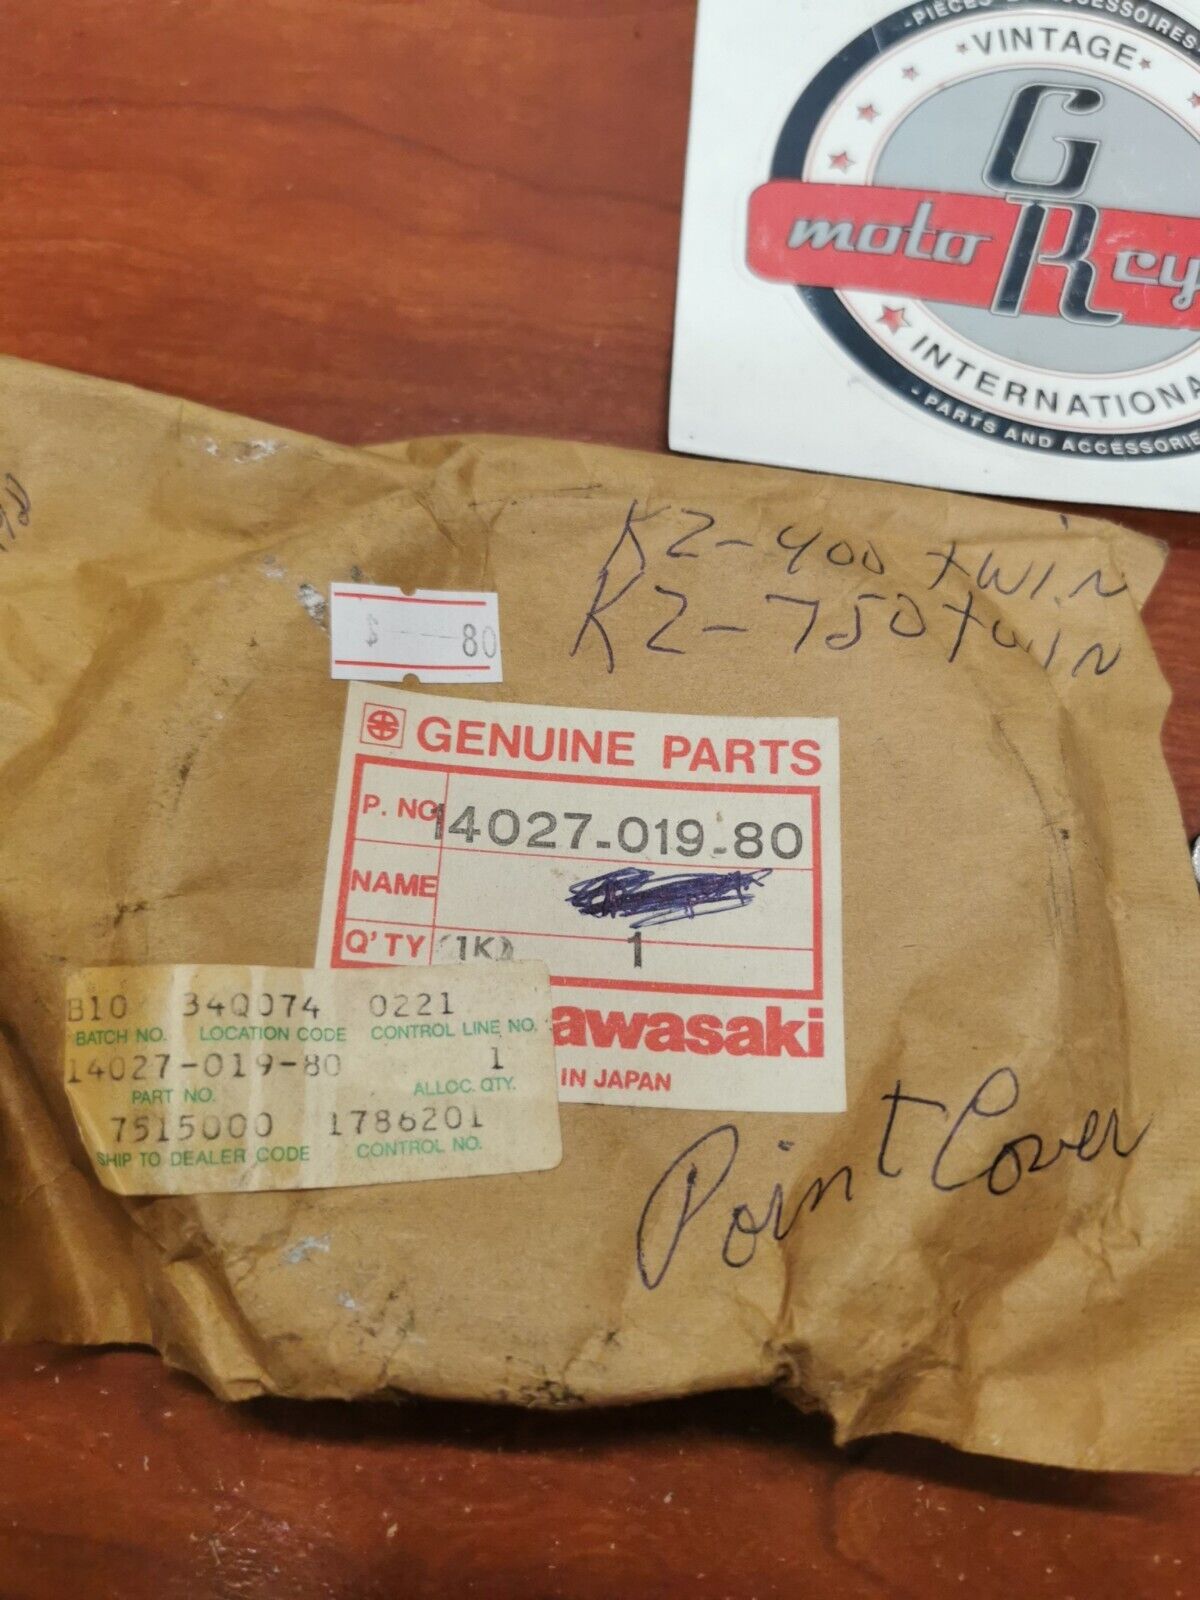 VINTAGE
G
moto R cy
INTERNATIONA
- PARTS AND ACCESSORIE
KZ-400 twin
KZ-750 twin
80
GENUINE PARTS
P. NO 14027-019-80
NAME
Q'TY (1K) 1
awasaki
IN JAPAN
B10 34Q074 0221
BATCH NO. LOCATION CODE CONTROL LINE NO.
14027-019-80 1
PART NO. ALLOC. QTY.
7515000 1786201
SHIP TO DEALER CODE CONTROL NO.
Point Cover